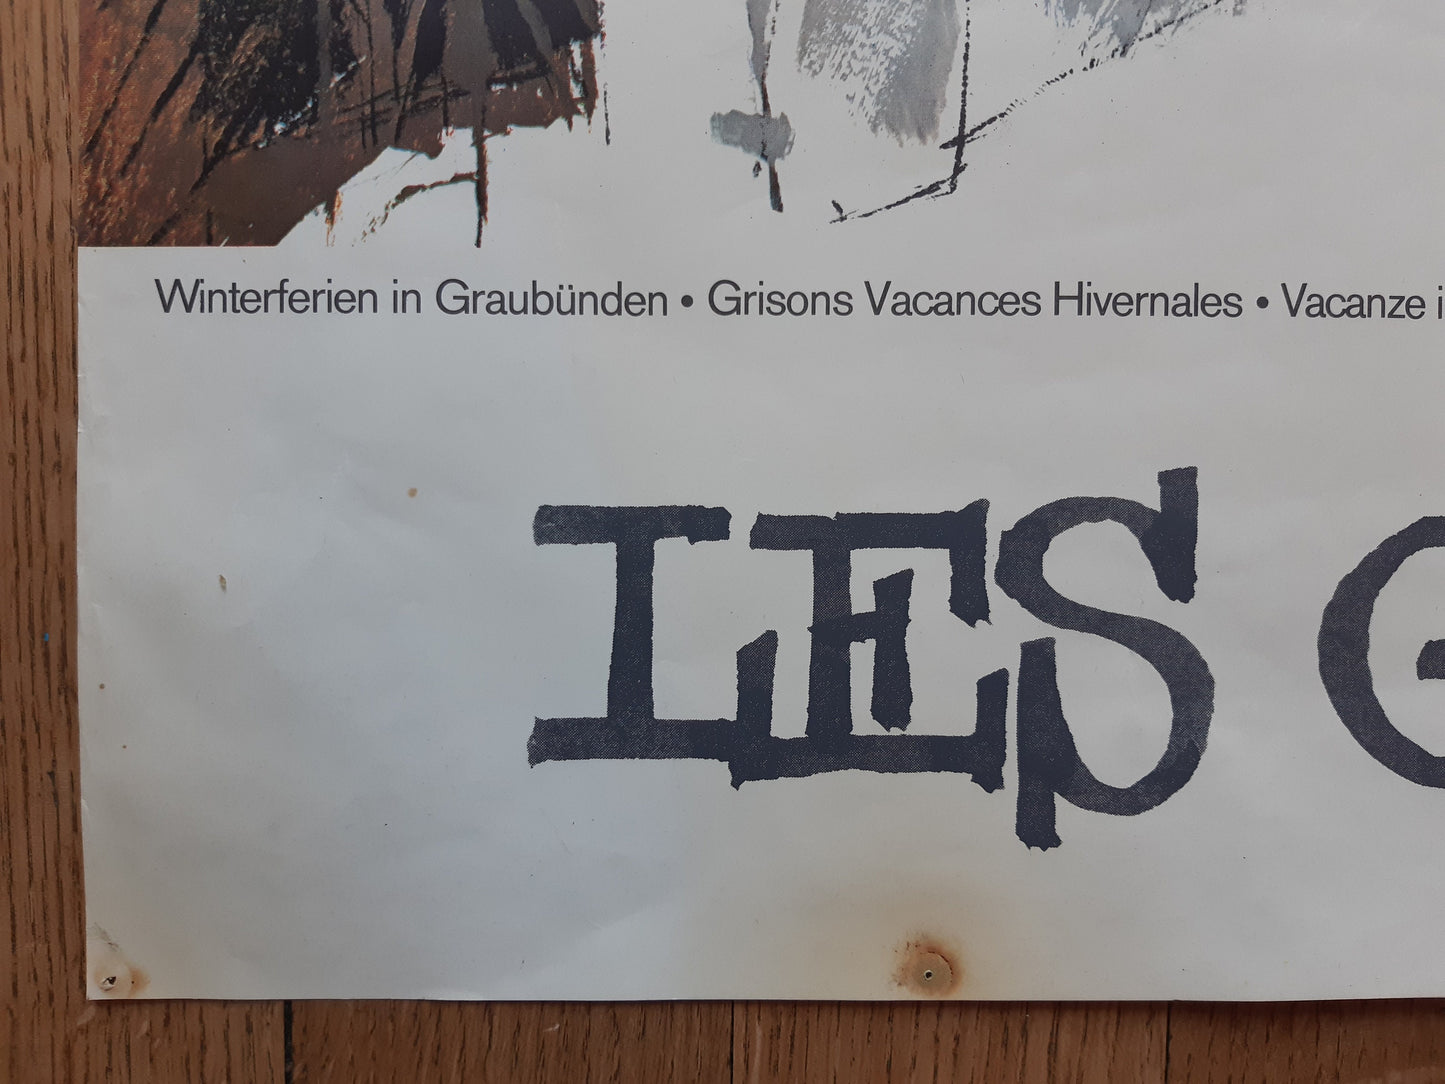 Winterferien in Graubünden • Grisons Vacances Hivernales • Vacanze i
LES G